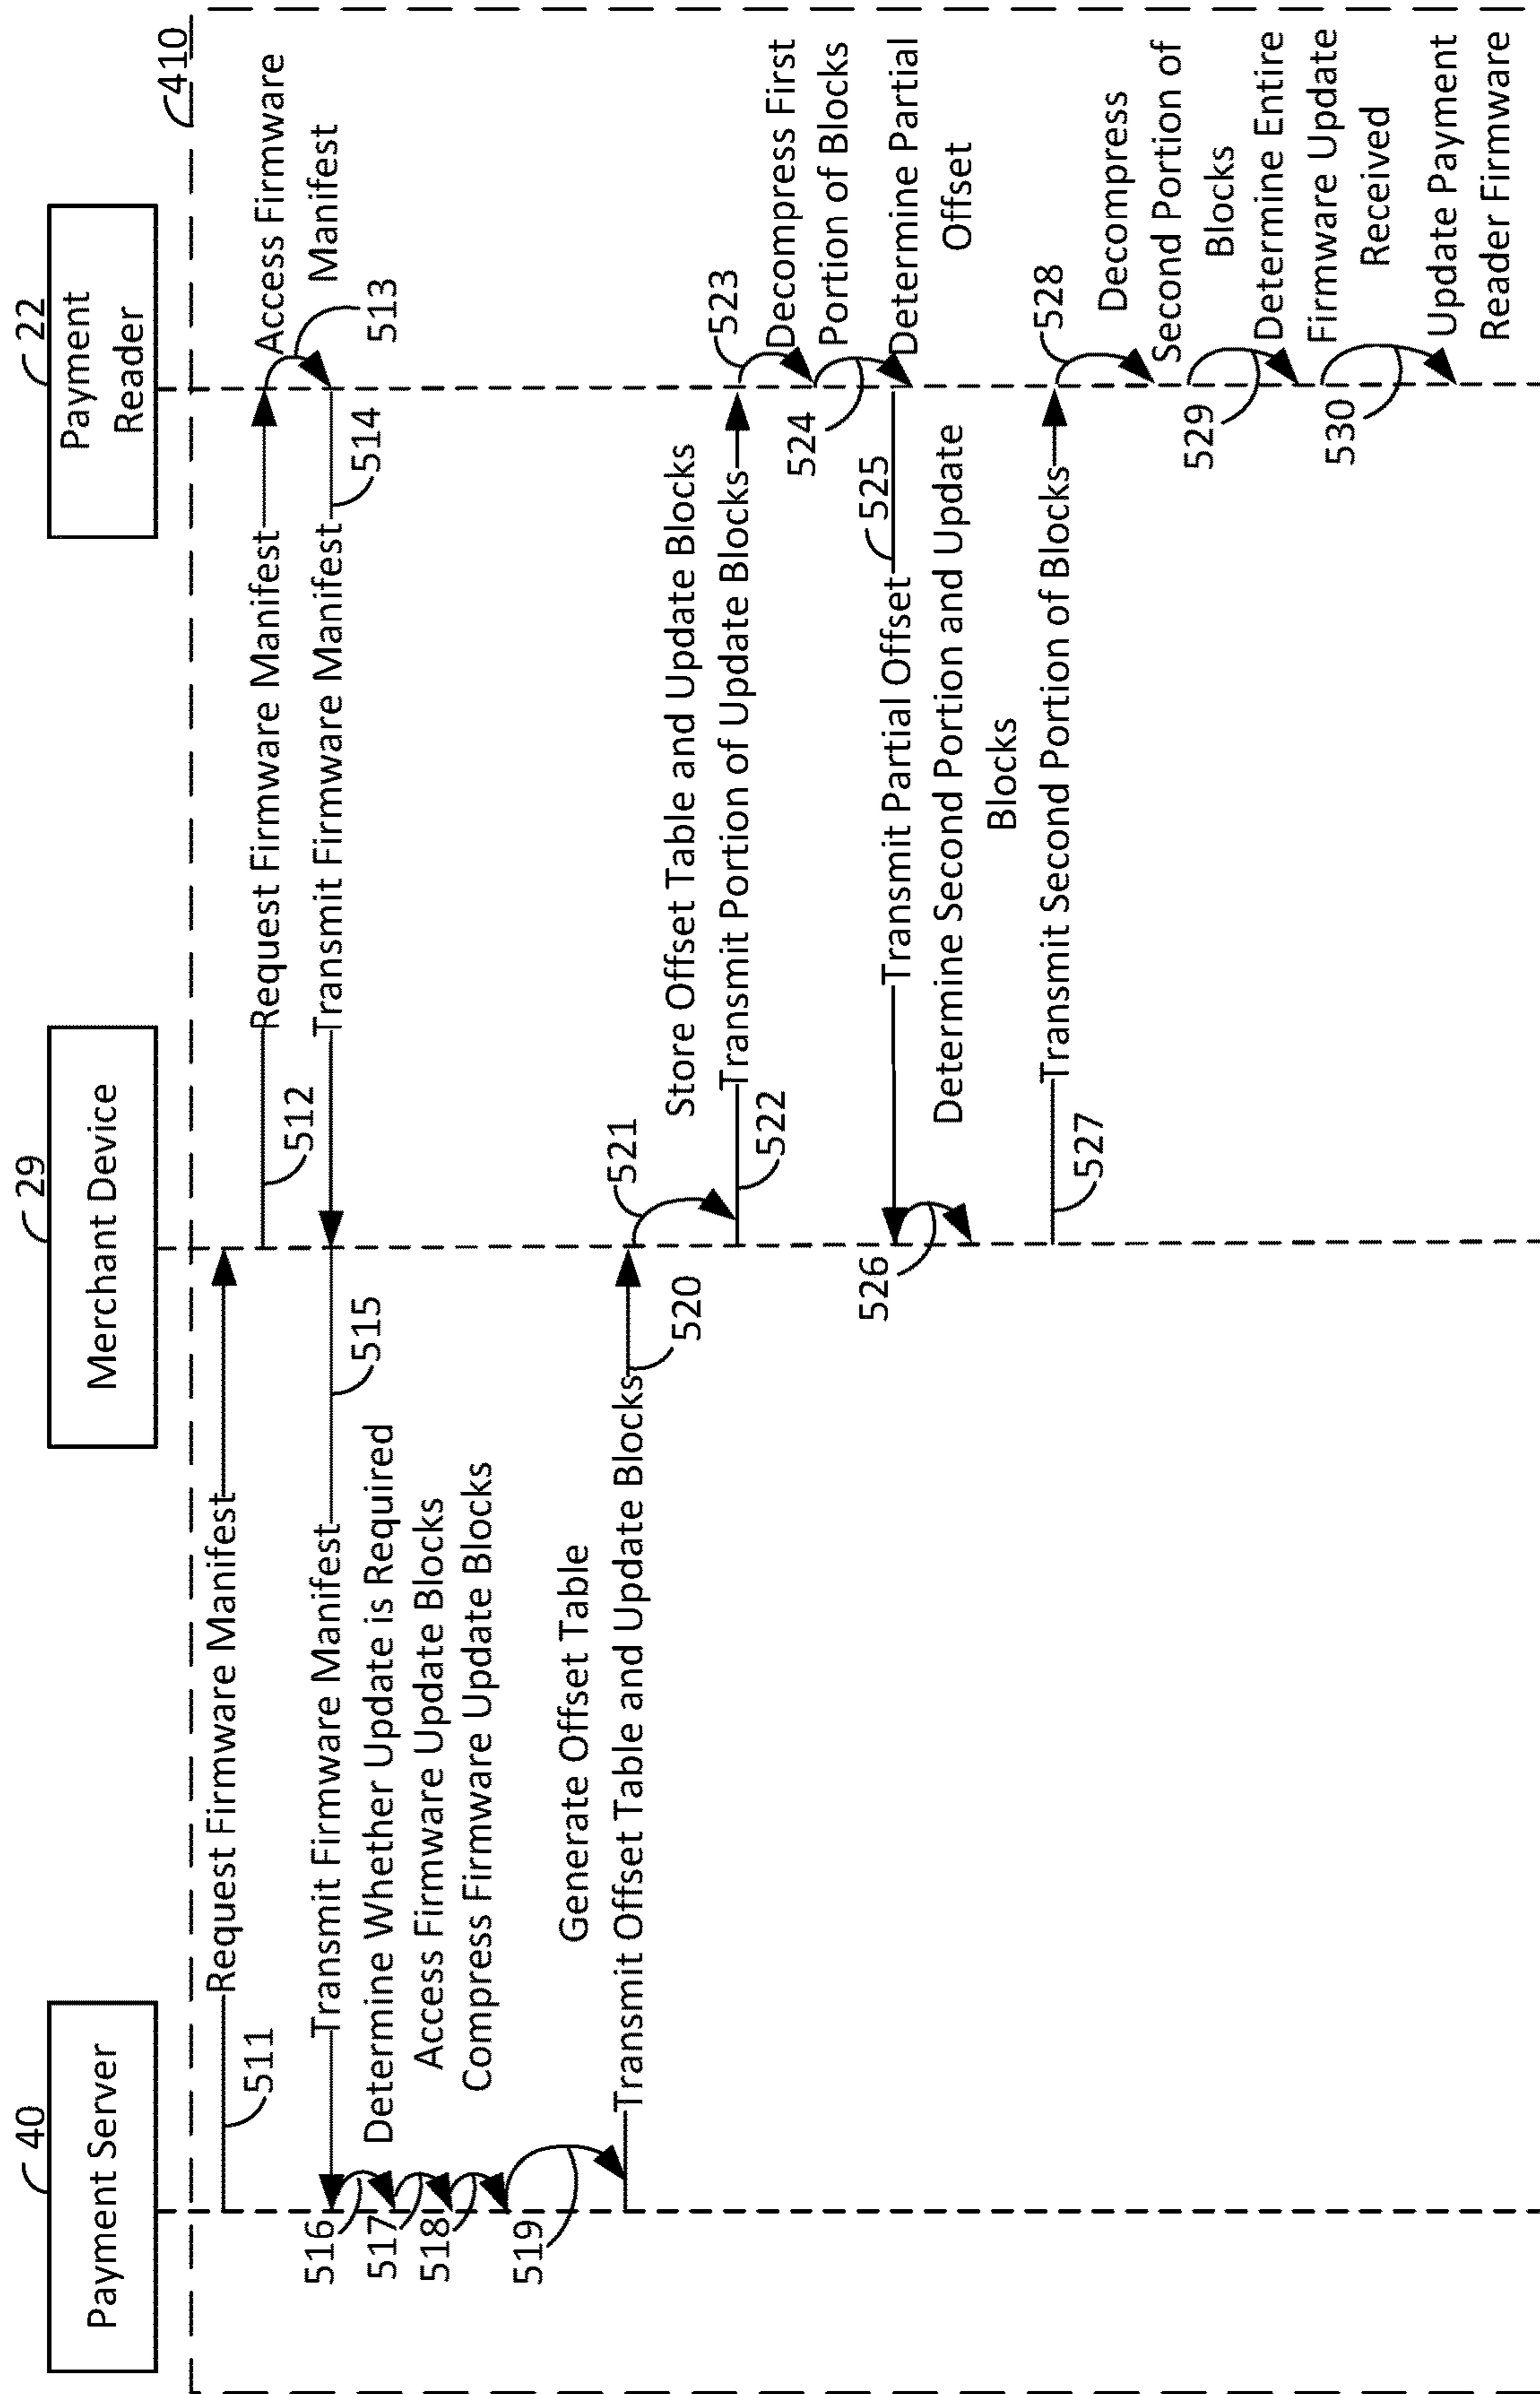 40
Payment Server
29
Merchant Device
22
Payment
Reader
410
Request Firmware Manifest
511
Request Firmware Manifest
512
Access Firmware
Manifest
513
Transmit Firmware Manifest
514
Transmit Firmware Manifest
515
516
Determine Whether Update is Required
517
Access Firmware Update Blocks
518
Compress Firmware Update Blocks
519
Generate Offset Table
Transmit Offset Table and Update Blocks
520
521
Store Offset Table and Update Blocks
Transmit Portion of Update Blocks
522
523
Decompress First
Portion of Blocks
524
Determine Partial
Offset
525
Transmit Partial Offset
526
Determine Second Portion and Update
Blocks
Transmit Second Portion of Blocks
527
528
Decompress
Second Portion of
Blocks
529
Determine Entire
Firmware Update
Received
530
Update Payment
Reader Firmware